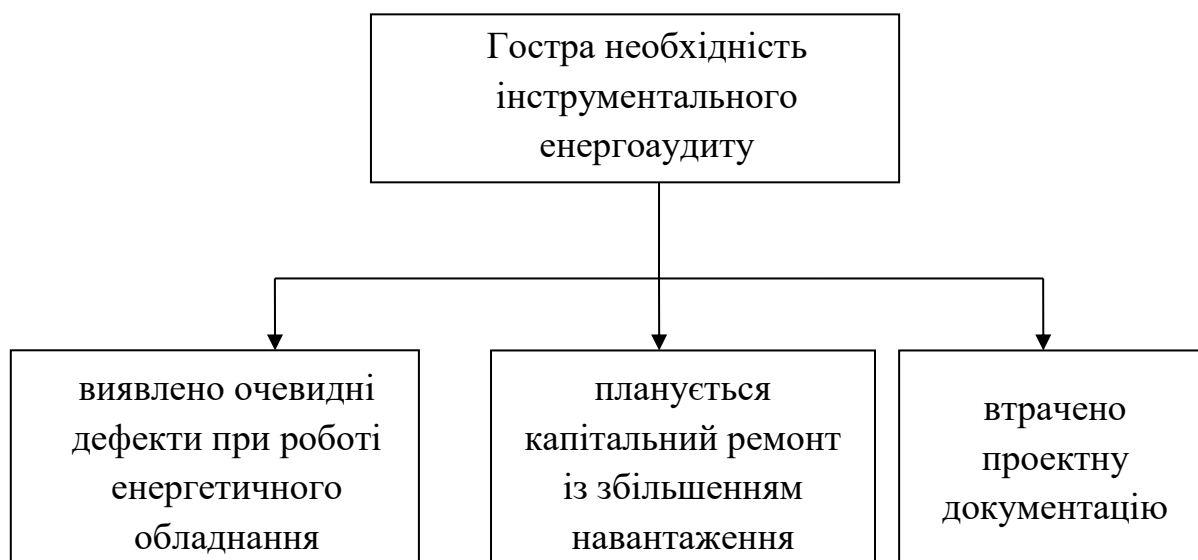 Гостра необхідність
інструментального
енергоаудиту
виявлено очевидні
дефекти при роботі
енергетичного
обладнання
планується
капітальний ремонт
із збільшенням
навантаження
втрачено
проектну
документацію